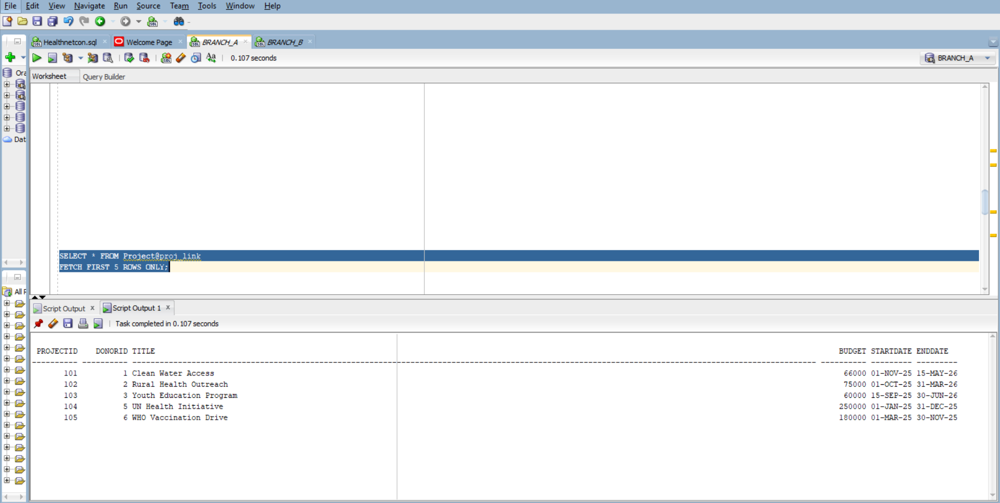 File Edit View Navigate Run Source Team Tools Window Help
Healthnetcon.sql Welcome Page BRANCH_A BRANCH_B
0.107 seconds
BRANCH_A
Ora
Worksheet Query Builder
Dat
SELECT * FROM Project@proj_link
FETCH FIRST 5 ROWS ONLY;
All R
Script Output x Script Output 1 x
Task completed in 0.107 seconds
PROJECTID DONORID TITLE BUDGET STARTDATE ENDDATE
101 1 Clean Water Access 66000 01-NOV-25 15-MAY-26
102 2 Rural Health Outreach 75000 01-OCT-25 31-MAR-26
103 3 Youth Education Program 60000 15-SEP-25 30-JUN-26
104 5 UN Health Initiative 250000 01-JAN-25 31-DEC-25
105 6 WHO Vaccination Drive 180000 01-MAR-25 30-NOV-25